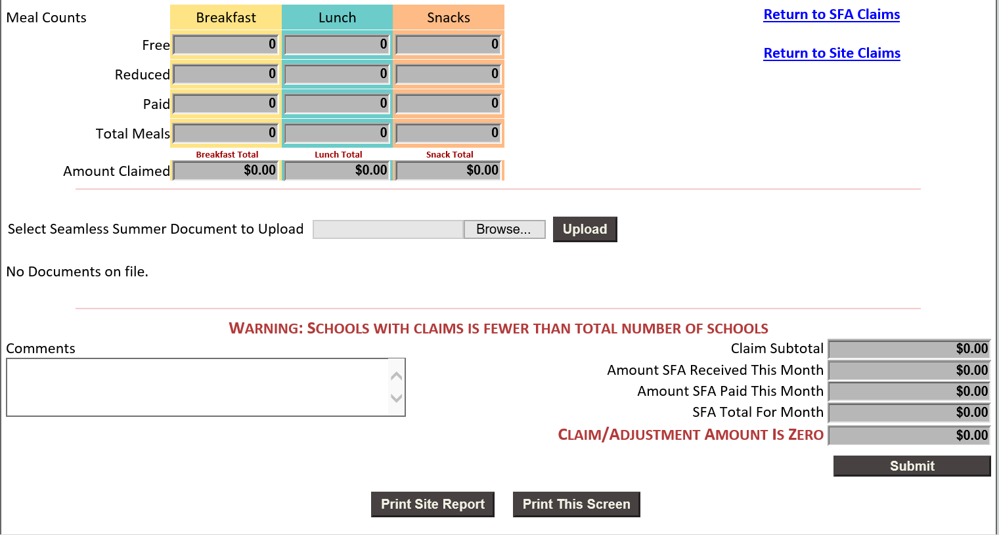 Meal Counts Breakfast Lunch Snacks Return to SFA Claims
Free 0 0 0
Return to Site Claims
Reduced 0 0 0
Paid 0 0 0
Total Meals 0 0 0
Breakfast Total Lunch Total Snack Total
Amount Claimed $0.00 $0.00 $0.00
Select Seamless Summer Document to Upload Browse... Upload
No Documents on file.
WARNING: SCHOOLS WITH CLAIMS IS FEWER THAN TOTAL NUMBER OF SCHOOLS
Comments Claim Subtotal $0.00
Amount SFA Received This Month $0.00
Amount SFA Paid This Month $0.00
SFA Total For Month $0.00
CLAIM/ADJUSTMENT AMOUNT IS ZERO $0.00
Submit
Print Site Report Print This Screen